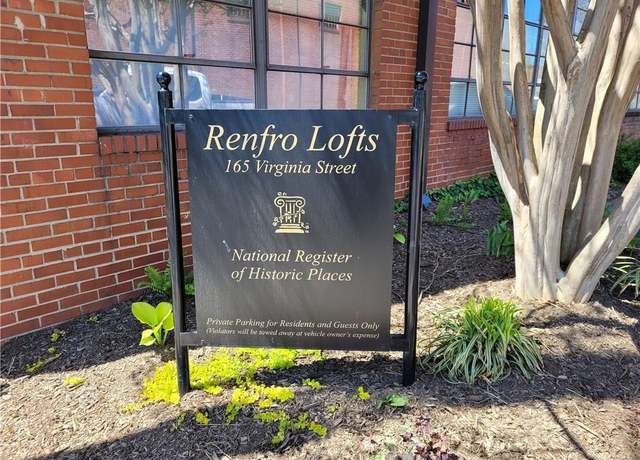 Renfro Lofts
165 Virginia Street
National Register
of Historic Places
Private Parking for Residents and Guests Only
(Violators will be towed away at vehicle owner's expense)